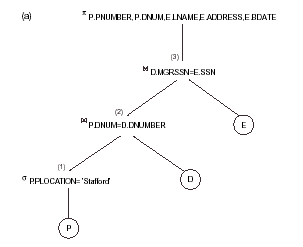 (a)
π P.PNUMBER,P.DNUM,E.LNAME,E.ADDRESS,E.BDATE
(3)
⋈ D.MGRSSN=E.SSN
(2)
⋈ P.DNUM=D.DNUMBER
E
(1)
σ P.PLOCATION= 'Stafford'
D
P